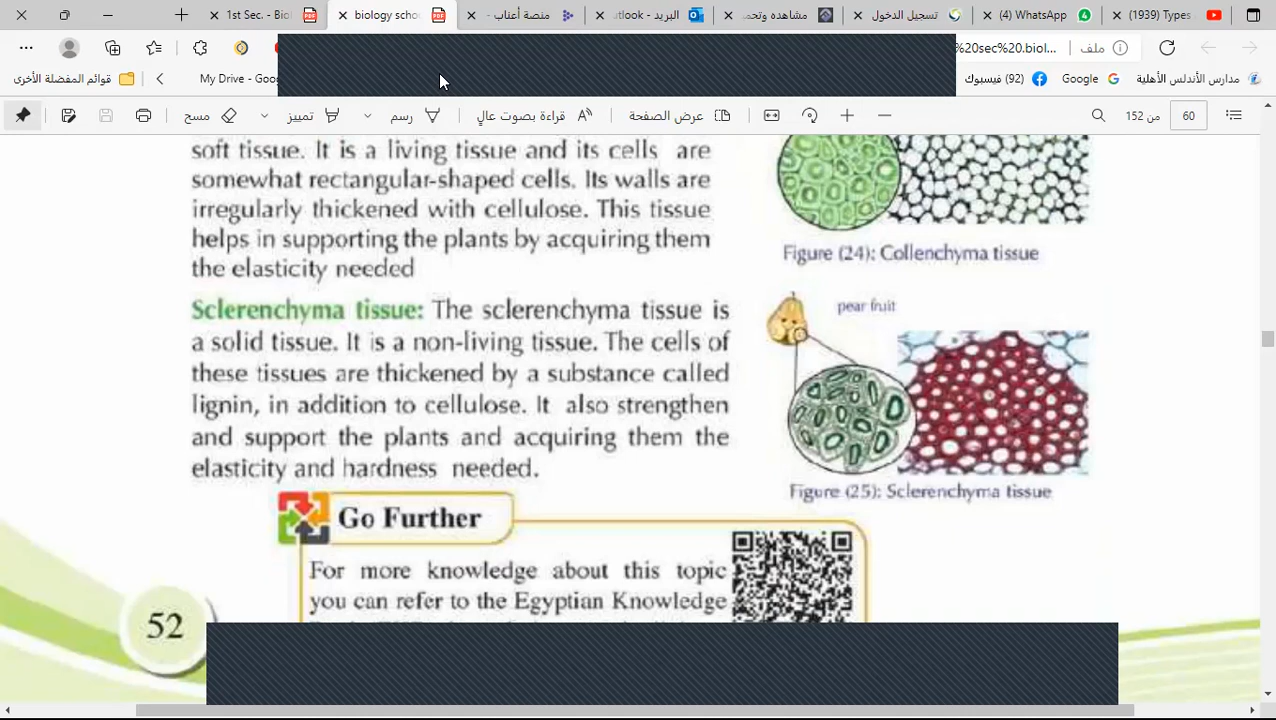 1st Sec. - Biol
biology scho
منصة أعناب -
البريد - utlook
مشاهده وتحم
تسجيل الدخول
WhatsApp (4)
(1939) Types
%20sec%20.biol...
ملف
قوائم المفضلة الأخرى
My Drive - Goog
(92) فيسبوك
Google
مدارس الأندلس الأهلية
مسح
تمييز
رسم
قراءة بصوت عالٍ
عرض الصفحة
من 152
60
soft tissue. It is a living tissue and its cells are
somewhat rectangular-shaped cells. Its walls are
irregularly thickened with cellulose. This tissue
helps in supporting the plants by acquiring them
the elasticity needed
Figure (24): Collenchyma tissue
Sclerenchyma tissue: The sclerenchyma tissue is
a solid tissue. It is a non-living tissue. The cells of
these tissues are thickened by a substance called
lignin, in addition to cellulose. It also strengthen
and support the plants and acquiring them the
elasticity and hardness needed.
pear fruit
Figure (25): Sclerenchyma tissue
Go Further
For more knowledge about this topic
you can refer to the Egyptian Knowledge
52